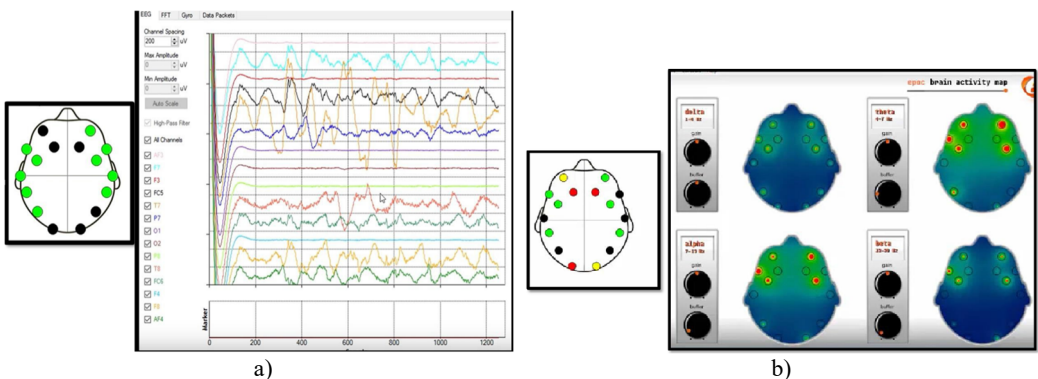 EEG FFT Gyro Data Packets
Channel Spacing
200 uV
Max Amplitude
0 uV
Min Amplitude
0 uV
Auto Scale
High-Pass Filter
All Channels
AF3
F7
F3
FC5
T7
P7
O1
O2
P8
T8
FC6
F4
F8
AF4
Marker
0 200 400 600 800 1000 1200
a)
epoc brain activity map
delta
gain
buffer
theta
4-7 Hz
gain
buffer
alpha
gain
buffer
beta
gain
buffer
b)